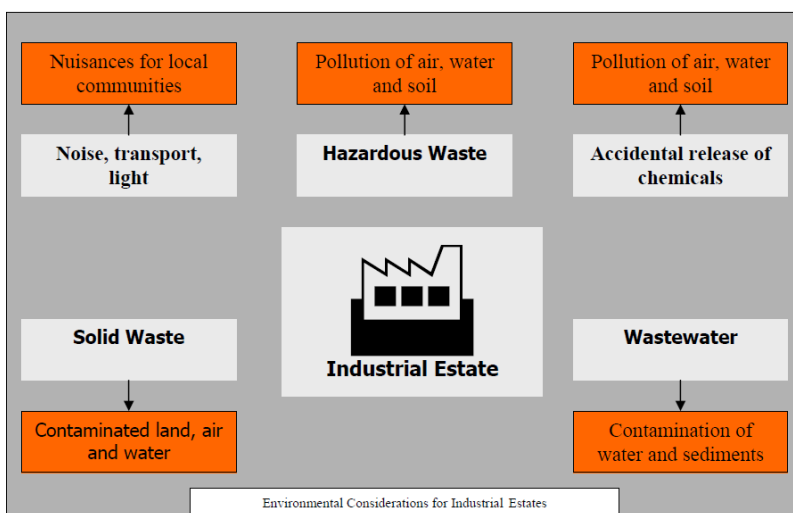 Nuisances for local
communities
Pollution of air, water
and soil
Pollution of air, water
and soil
Noise, transport,
light
Hazardous Waste
Accidental release of
chemicals
Industrial Estate
Solid Waste
Wastewater
Contaminated land, air
and water
Contamination of
water and sediments
Environmental Considerations for Industrial Estates